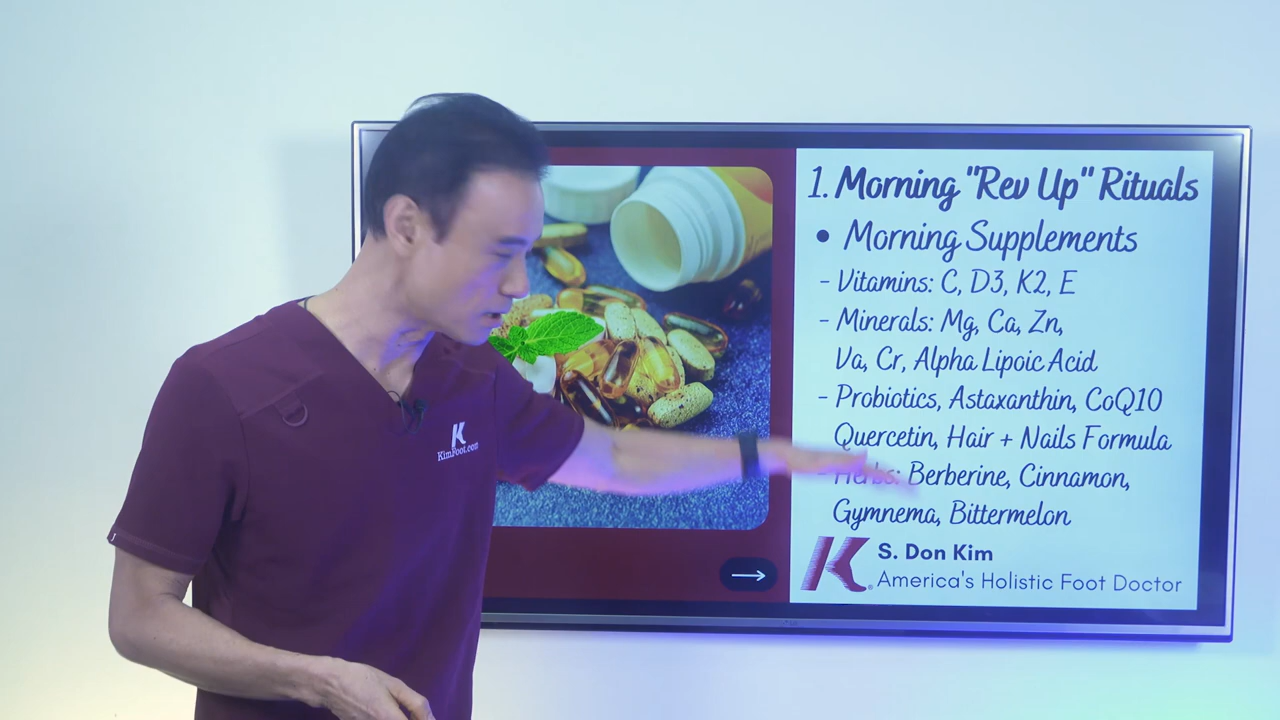 1. Morning "Rev Up" Rituals
• Morning Supplements
- Vitamins: C, D3, K2, E
- Minerals: Mg, Ca, Zn,
Va, Cr, Alpha Lipoic Acid
- Probiotics, Astaxanthin, CoQ10
Quercetin, Hair + Nails Formula
- Herbs: Berberine, Cinnamon,
Gymnema, Bittermelon
K® S. Don Kim
America's Holistic Foot Doctor
K
KimFoot.com